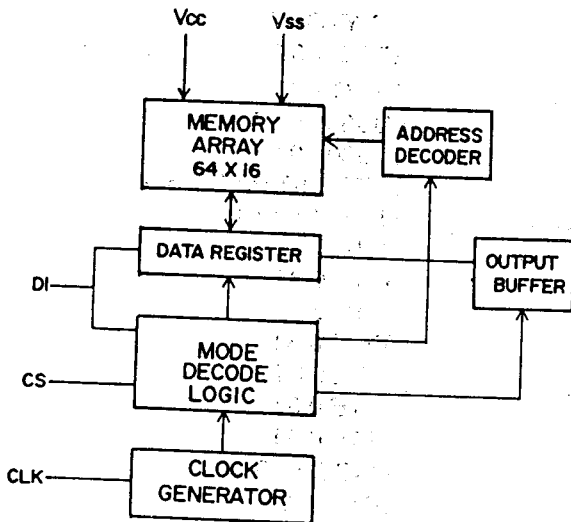 Vcc
Vss
MEMORY
ARRAY
64 X 16
ADDRESS
DECODER
DATA REGISTER
OUTPUT
BUFFER
DI
MODE
DECODE
LOGIC
CS
CLK
CLOCK
GENERATOR